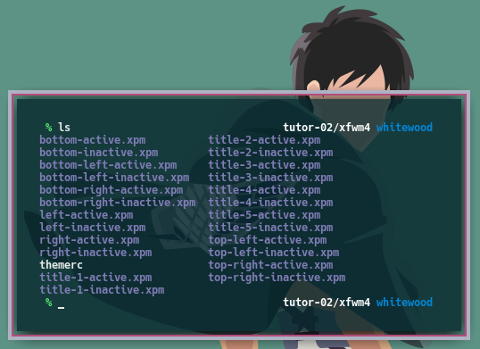 % ls tutor-02/xfwm4 whitewood
bottom-active.xpm title-2-active.xpm
bottom-inactive.xpm title-2-inactive.xpm
bottom-left-active.xpm title-3-active.xpm
bottom-left-inactive.xpm title-3-inactive.xpm
bottom-right-active.xpm title-4-active.xpm
bottom-right-inactive.xpm title-4-inactive.xpm
left-active.xpm title-5-active.xpm
left-inactive.xpm title-5-inactive.xpm
right-active.xpm top-left-active.xpm
right-inactive.xpm top-left-inactive.xpm
themerc top-right-active.xpm
title-1-active.xpm top-right-inactive.xpm
title-1-inactive.xpm
% _ tutor-02/xfwm4 whitewood